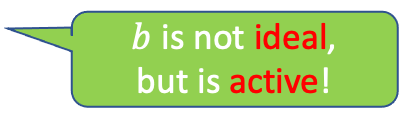 b is not ideal,
but is active!